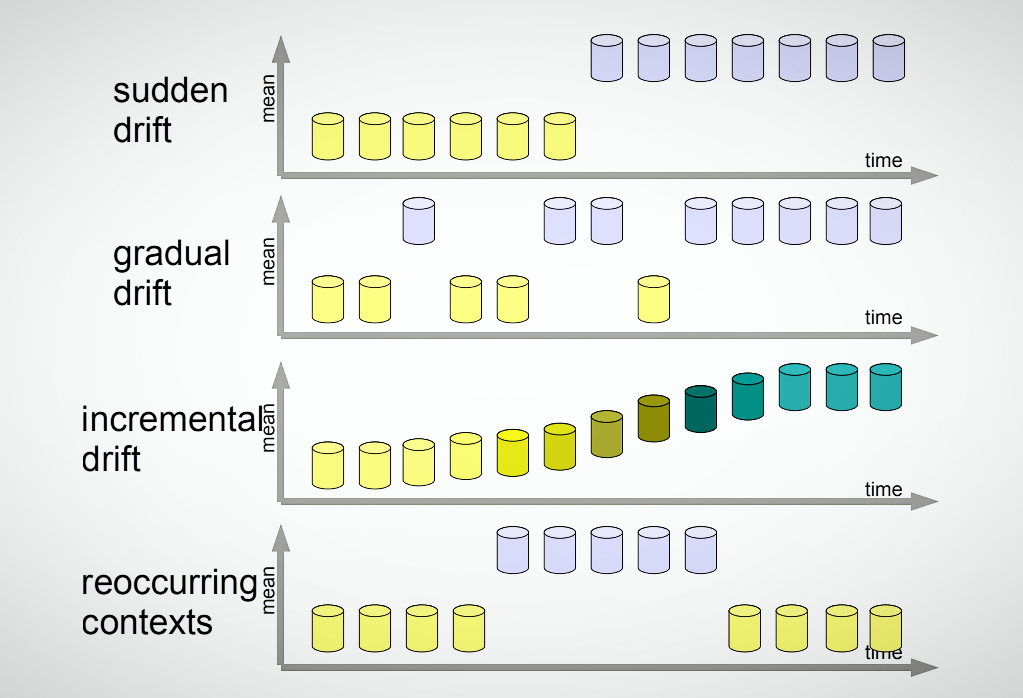 sudden
drift
mean
time
gradual
drift
mean
time
incremental
drift
mean
time
reoccurring
contexts
mean
time